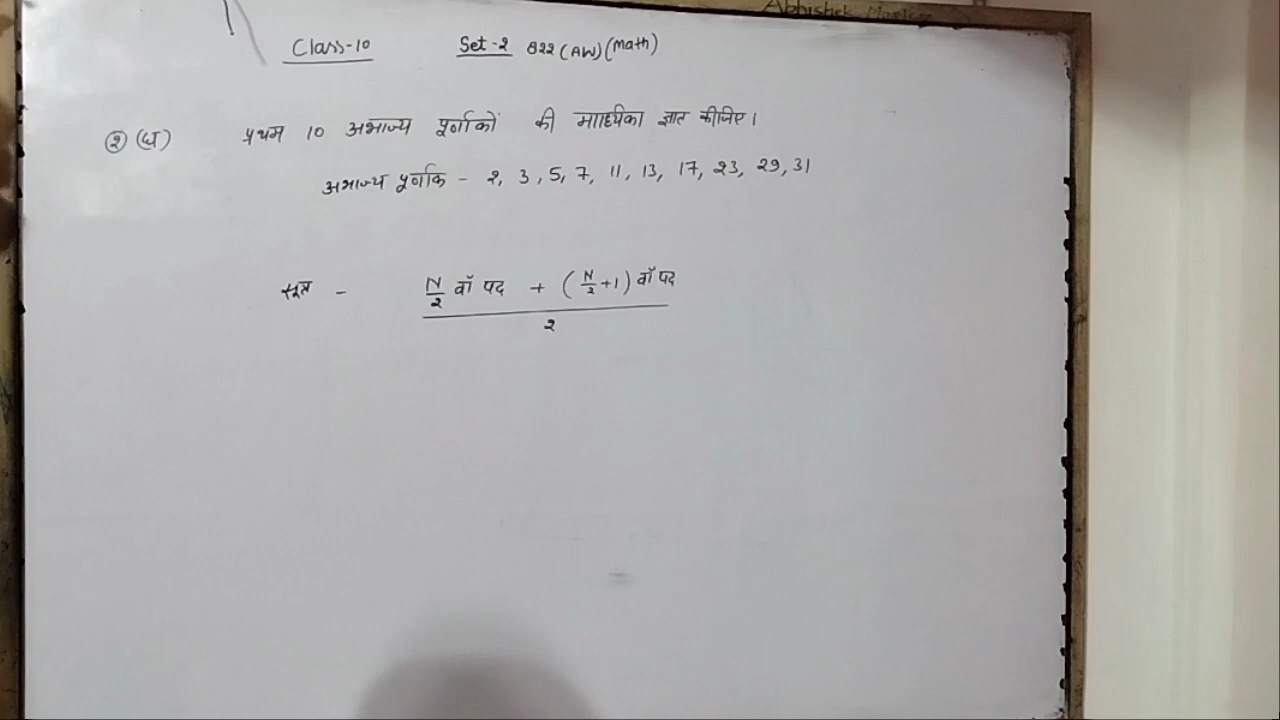 Abhishek
Class-10 Set-2 822 (AW) (Math)
② (घ) प्रथम 10 अभाज्य पूर्णाकों की माध्यिका ज्ञात कीजिए।
अभाज्य पूर्णाक - 2, 3, 5, 7, 11, 13, 17, 23, 29, 31
सूत्र - N/2 वाँ पद + (N/2 + 1) वाँ पद
2